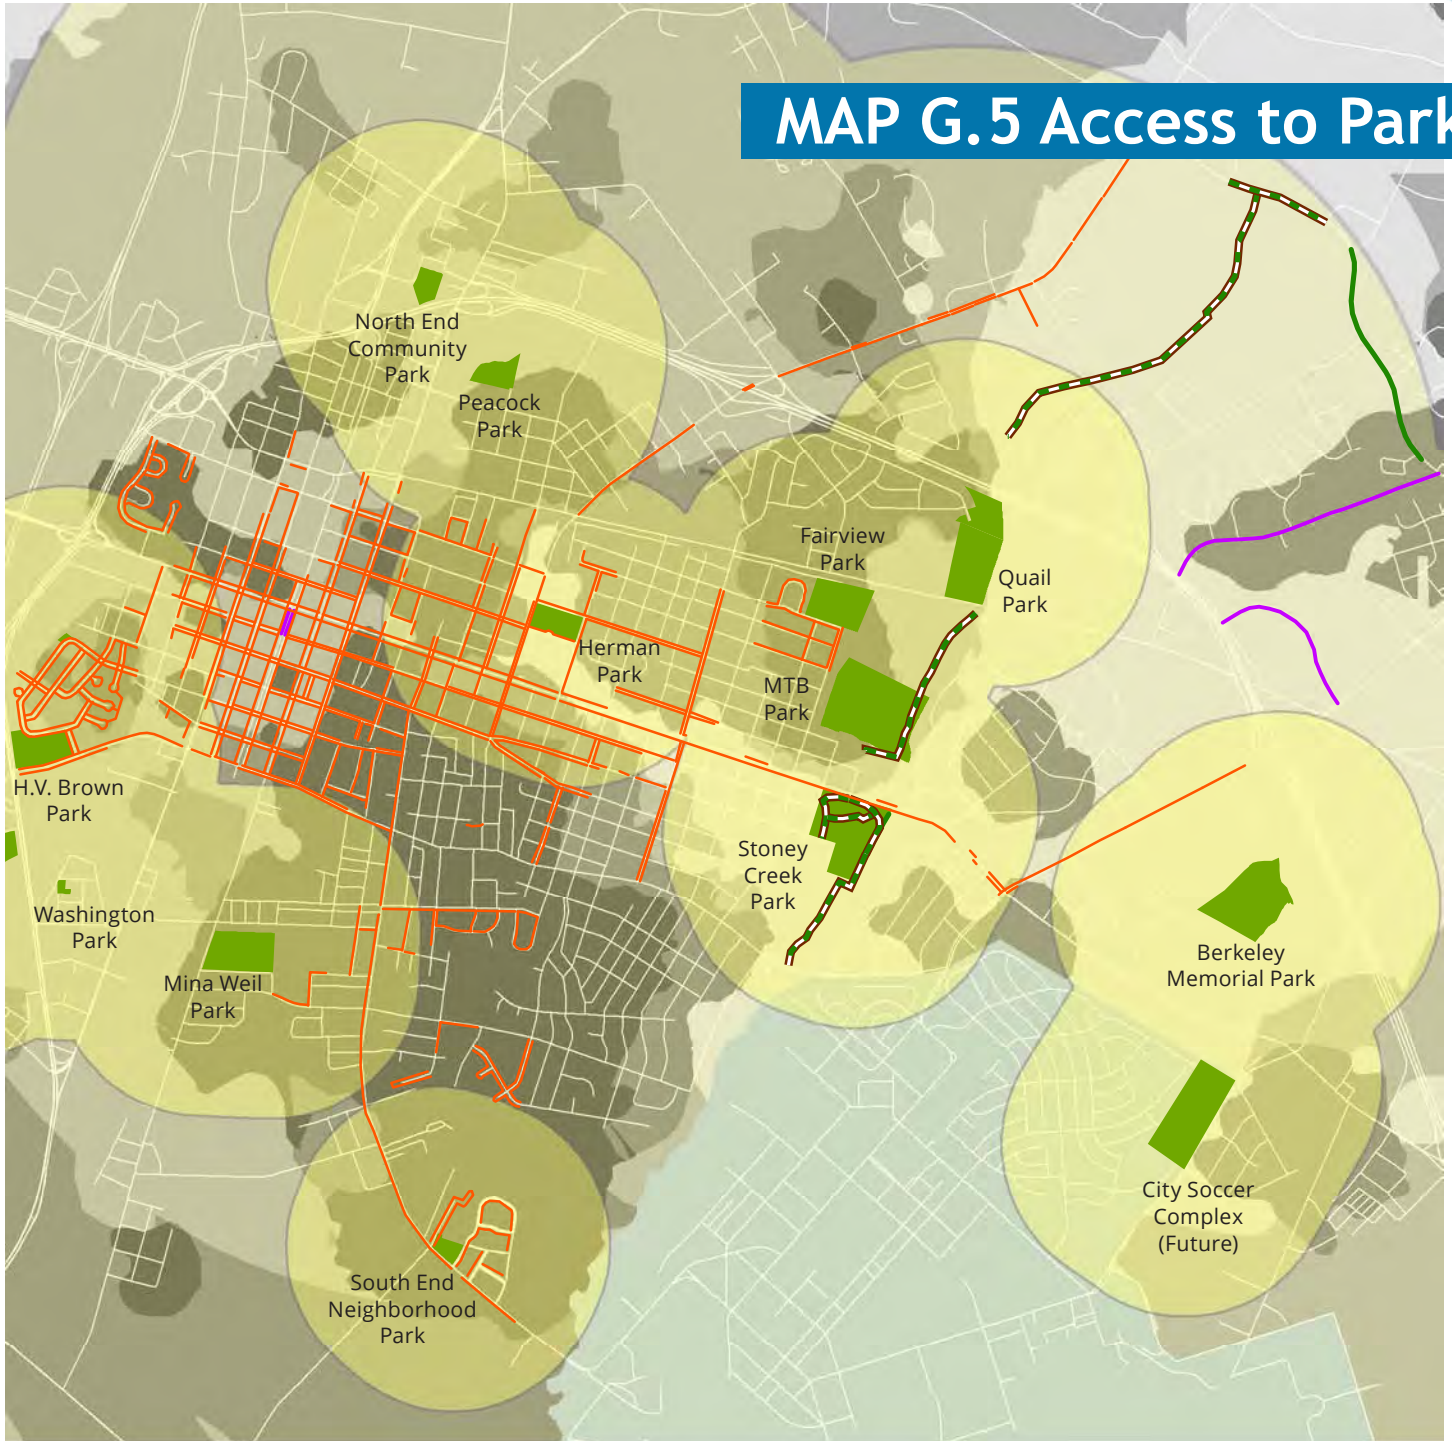 MAP G.5 Access to Park
North End
Community
Park
Peacock
Park
Fairview
Park
Quail
Park
Herman
Park
MTB
Park
H.V. Brown
Park
Stoney
Creek
Park
Washington
Park
Mina Weil
Park
Berkeley
Memorial Park
City Soccer
Complex
(Future)
South End
Neighborhood
Park